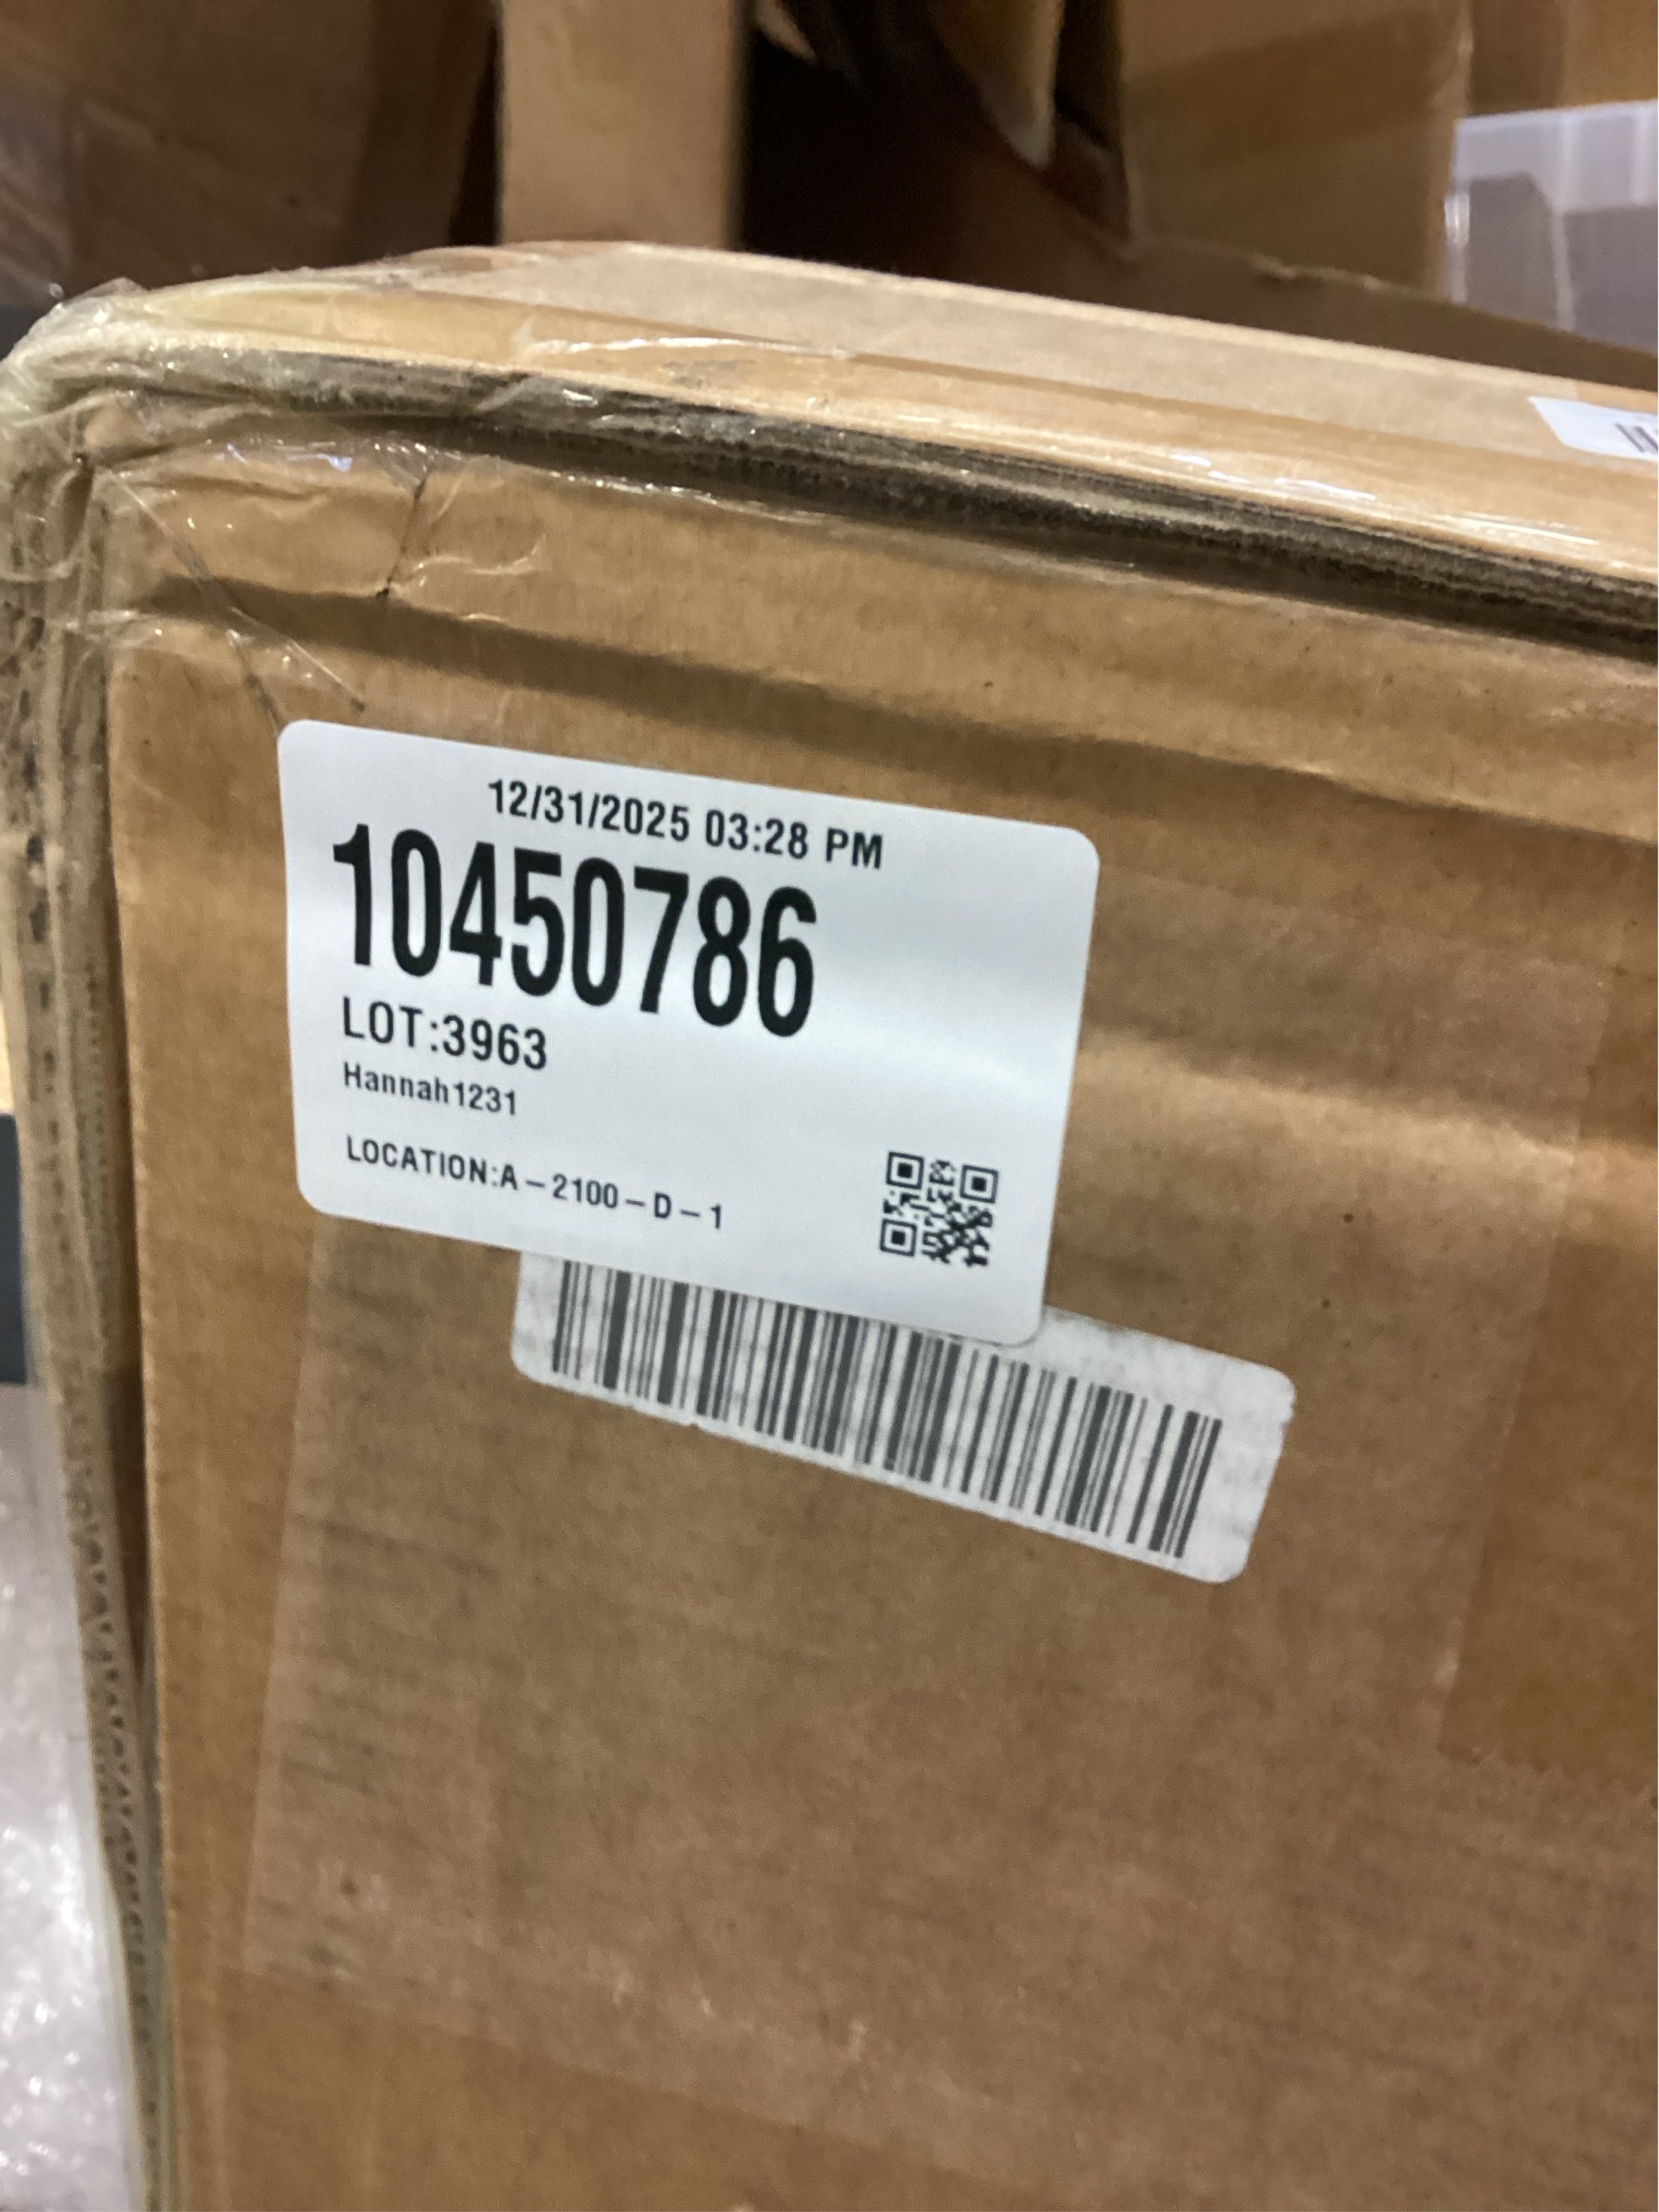 12/31/2025 03:28 PM
10450786
LOT:3963
Hannah1231
LOCATION:A-2100-D-1